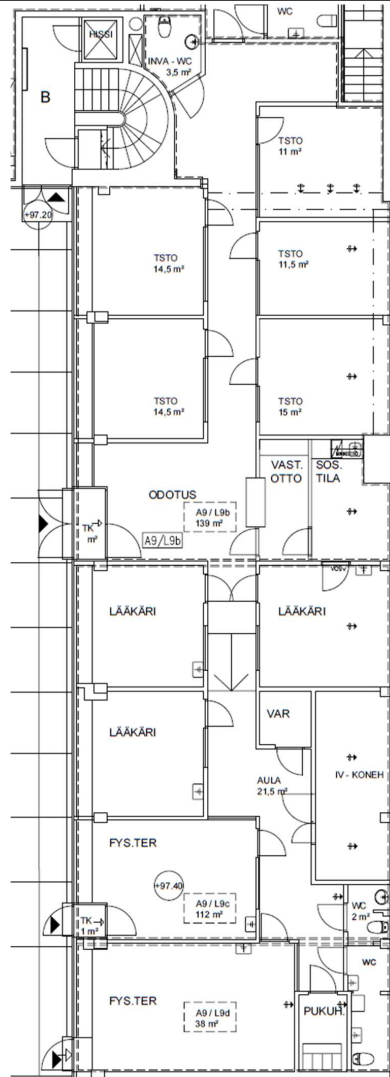 WC
HISSI
INVA - WC
3,5 m²
B
TSTO
11 m²
+97.20
TSTO
14,5 m²
TSTO
11,5 m²
TSTO
14,5 m²
TSTO
15 m²
VAST.
OTTO
SOS.
TILA
ODOTUS
A9 / L9b
139 m²
TK
m²
A9/L9b
LÄÄKÄRI
LÄÄKÄRI
VAR
LÄÄKÄRI
AULA
21,5 m²
IV - KONEH
FYS.TER
+97.40
A9 / L9c
112 m²
WC
2 m²
TK
1 m²
WC
FYS.TER
A9 / L9d
38 m²
PUKUH.